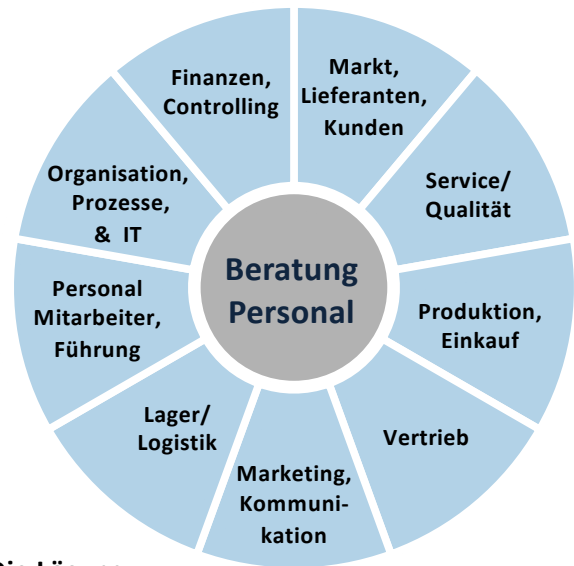 Finanzen,
Controlling
Markt,
Lieferanten,
Kunden
Service/
Qualität
Produktion,
Einkauf
Vertrieb
Marketing,
Kommuni-
kation
Lager/
Logistik
Personal
Mitarbeiter,
Führung
Organisation,
Prozesse,
& IT
Beratung
Personal